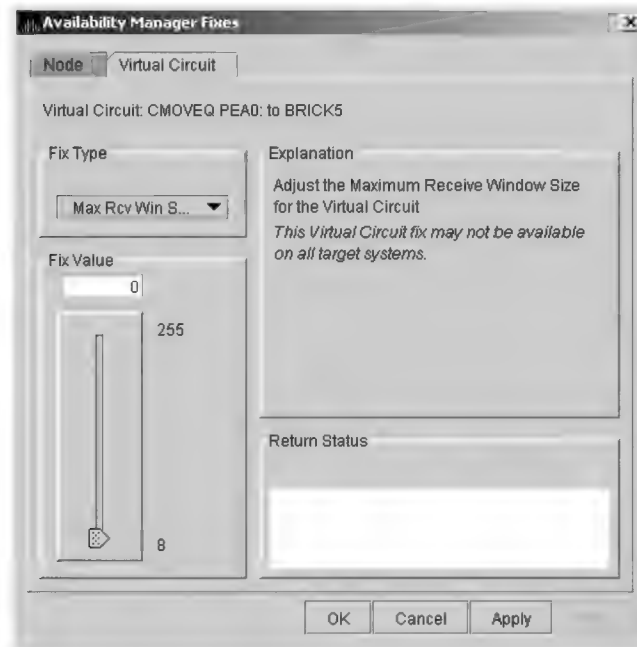 Availability Manager Fixes
Node
Virtual Circuit
Virtual Circuit: CMOVEQ PEA0: to BRICK5
Fix Type
Max Rcv Win S...
Explanation
Adjust the Maximum Receive Window Size
for the Virtual Circuit
This Virtual Circuit fix may not be available
on all target systems.
Fix Value
0
255
8
Return Status
OK
Cancel
Apply